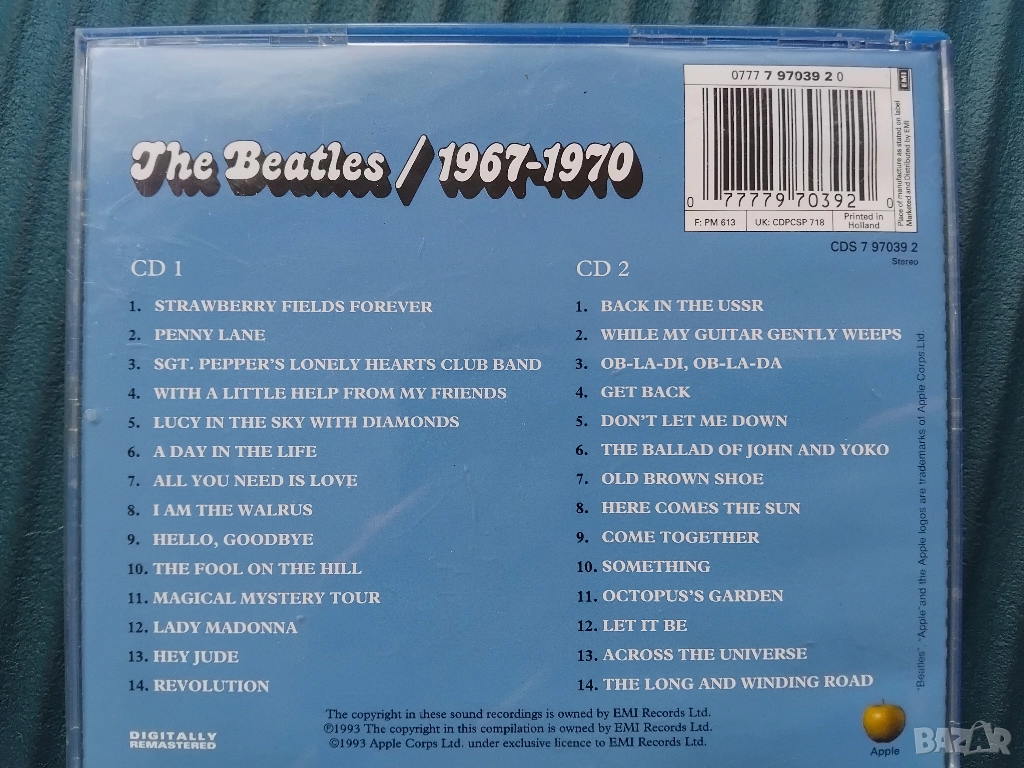 0777 7 97039 2 0
EMI
The Beatles / 1967-1970
0 77779 70392 0
F: PM 613
UK: CDPCSP 718
Printed in
Holland
Place of manufacture as stated on label
Marketed and Distributed by EMI
CDS 7 97039 2
Stereo
CD 1
1. STRAWBERRY FIELDS FOREVER
2. PENNY LANE
3. SGT. PEPPER'S LONELY HEARTS CLUB BAND
4. WITH A LITTLE HELP FROM MY FRIENDS
5. LUCY IN THE SKY WITH DIAMONDS
6. A DAY IN THE LIFE
7. ALL YOU NEED IS LOVE
8. I AM THE WALRUS
9. HELLO, GOODBYE
10. THE FOOL ON THE HILL
11. MAGICAL MYSTERY TOUR
12. LADY MADONNA
13. HEY JUDE
14. REVOLUTION
CD 2
1. BACK IN THE USSR
2. WHILE MY GUITAR GENTLY WEEPS
3. OB-LA-DI, OB-LA-DA
4. GET BACK
5. DON'T LET ME DOWN
6. THE BALLAD OF JOHN AND YOKO
7. OLD BROWN SHOE
8. HERE COMES THE SUN
9. COME TOGETHER
10. SOMETHING
11. OCTOPUS'S GARDEN
12. LET IT BE
13. ACROSS THE UNIVERSE
14. THE LONG AND WINDING ROAD
"Beatles" "Apple" and the Apple logos are trademarks of Apple Corps.Ltd.
DIGITALLY
REMASTERED
The copyright in these sound recordings is owned by EMI Records Ltd.
℗1993 The copyright in this compilation is owned by EMI Records Ltd.
©1993 Apple Corps Ltd. under exclusive licence to EMI Records Ltd.
Apple
BAZAR